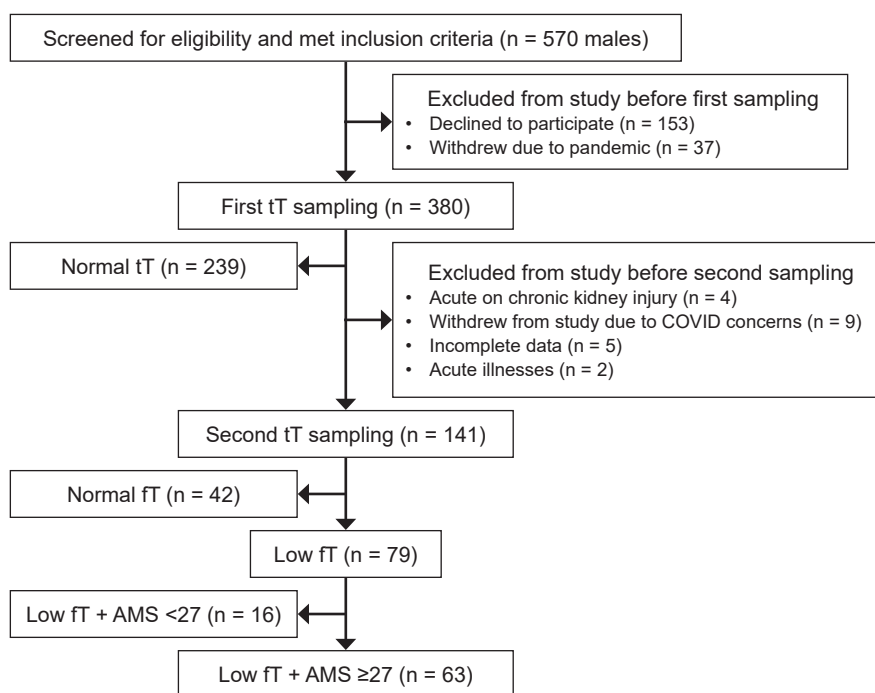 Screened for eligibility and met inclusion criteria (n = 570 males)
Excluded from study before first sampling
• Declined to participate (n = 153)
• Withdrew due to pandemic (n = 37)
First tT sampling (n = 380)
Normal tT (n = 239)
Excluded from study before second sampling
• Acute on chronic kidney injury (n = 4)
• Withdrew from study due to COVID concerns (n = 9)
• Incomplete data (n = 5)
• Acute illnesses (n = 2)
Second tT sampling (n = 141)
Normal fT (n = 42)
Low fT (n = 79)
Low fT + AMS <27 (n = 16)
Low fT + AMS ≥27 (n = 63)